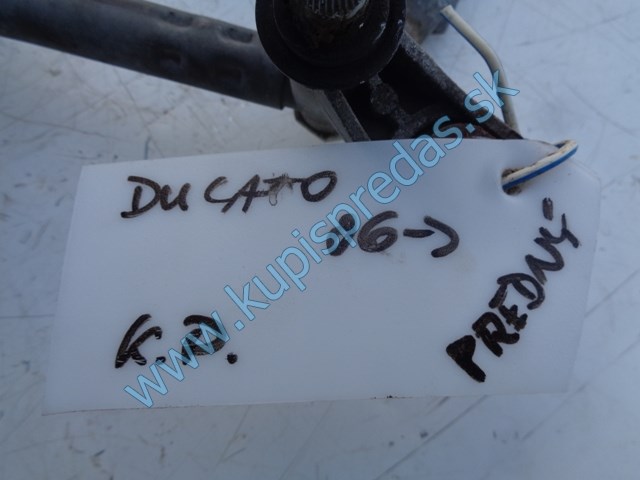 DUCATO
06->
K.D.
PREDNÝ
www.kupispredas.sk